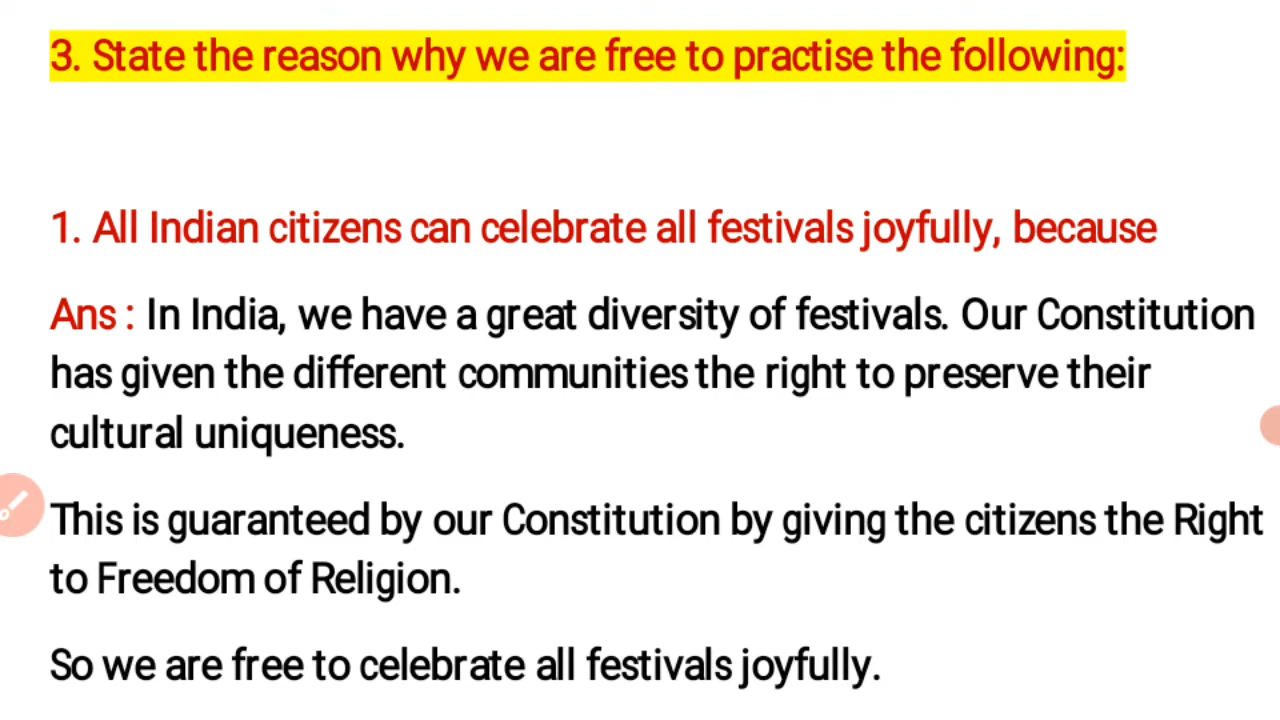 3. State the reason why we are free to practise the following:
1. All Indian citizens can celebrate all festivals joyfully, because
Ans : In India, we have a great diversity of festivals. Our Constitution
has given the different communities the right to preserve their
cultural uniqueness.
This is guaranteed by our Constitution by giving the citizens the Right
to Freedom of Religion.
So we are free to celebrate all festivals joyfully.